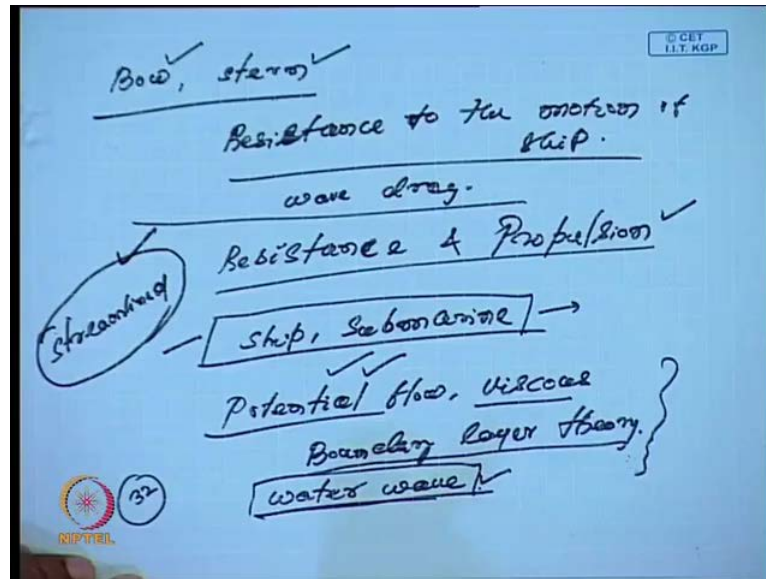 © CET
I.I.T. KGP
Bow, stern
Resistance to the motion of
ship.
wave drag.
Resistance & Propulsion
streamlined
Ship, Submarine
Potential flow, viscous
Boundary layer theory.
water wave
32
NPTEL